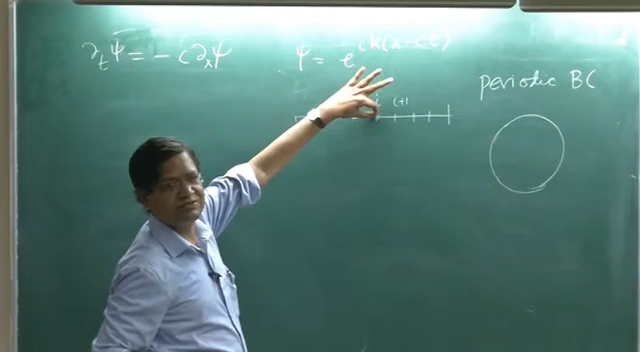 ∂ₜψ = − c ∂ₓψ
ψ = e^{ik(x-ct)}
periodic BC
i+1